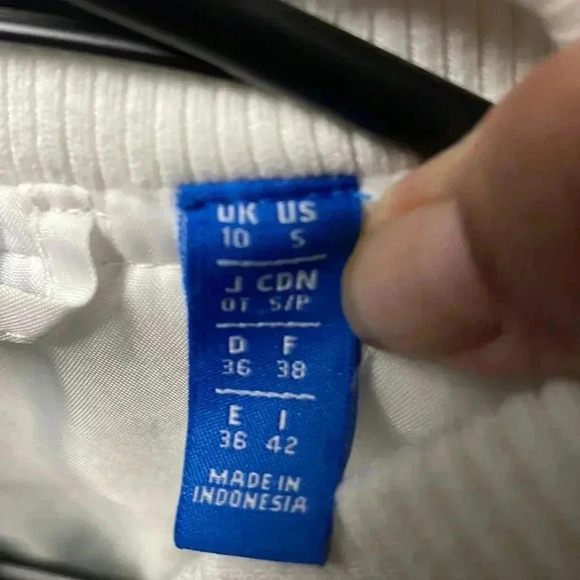 UK US
10 S
J CDN
OT S/P
D F
36 38
E I
36 42
MADE IN
INDONESIA